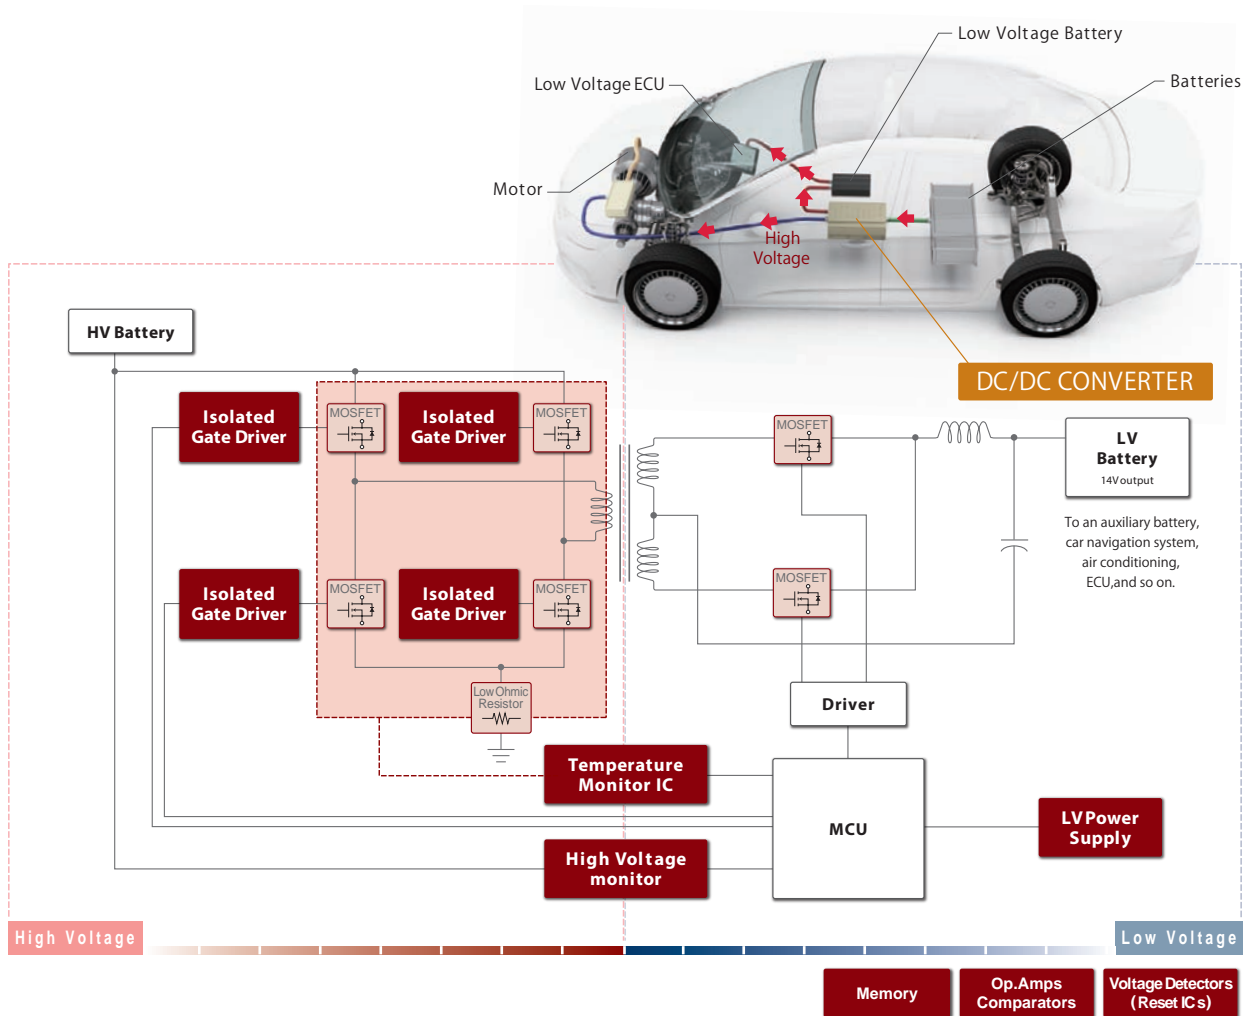 Low Voltage Battery
Low Voltage ECU
Batteries
Motor
High
Voltage
DC/DC CONVERTER
HV Battery
Isolated
Gate Driver
MOSFET
Isolated
Gate Driver
MOSFET
MOSFET
LV
Battery
14V output
To an auxiliary battery,
car navigation system,
air conditioning,
ECU,and so on.
Isolated
Gate Driver
MOSFET
Isolated
Gate Driver
MOSFET
MOSFET
Low Ohmic
Resistor
Driver
Temperature
Monitor IC
MCU
LV Power
Supply
High Voltage
monitor
High Voltage
Low Voltage
Memory
Op.Amps
Comparators
Voltage Detectors
(Reset ICs)